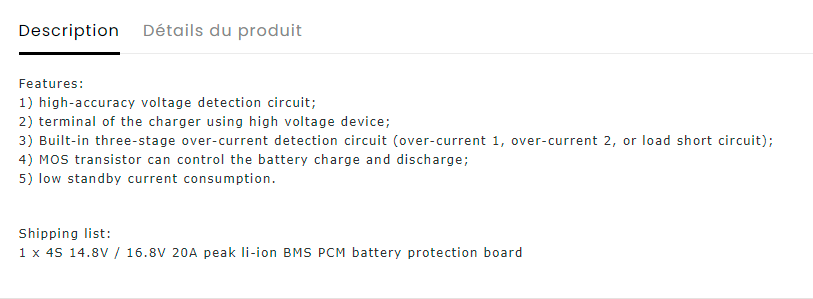 Description Détails du produit
Features:
1) high-accuracy voltage detection circuit;
2) terminal of the charger using high voltage device;
3) Built-in three-stage over-current detection circuit (over-current 1, over-current 2, or load short circuit);
4) MOS transistor can control the battery charge and discharge;
5) low standby current consumption.
Shipping list:
1 x 4S 14.8V / 16.8V 20A peak li-ion BMS PCM battery protection board